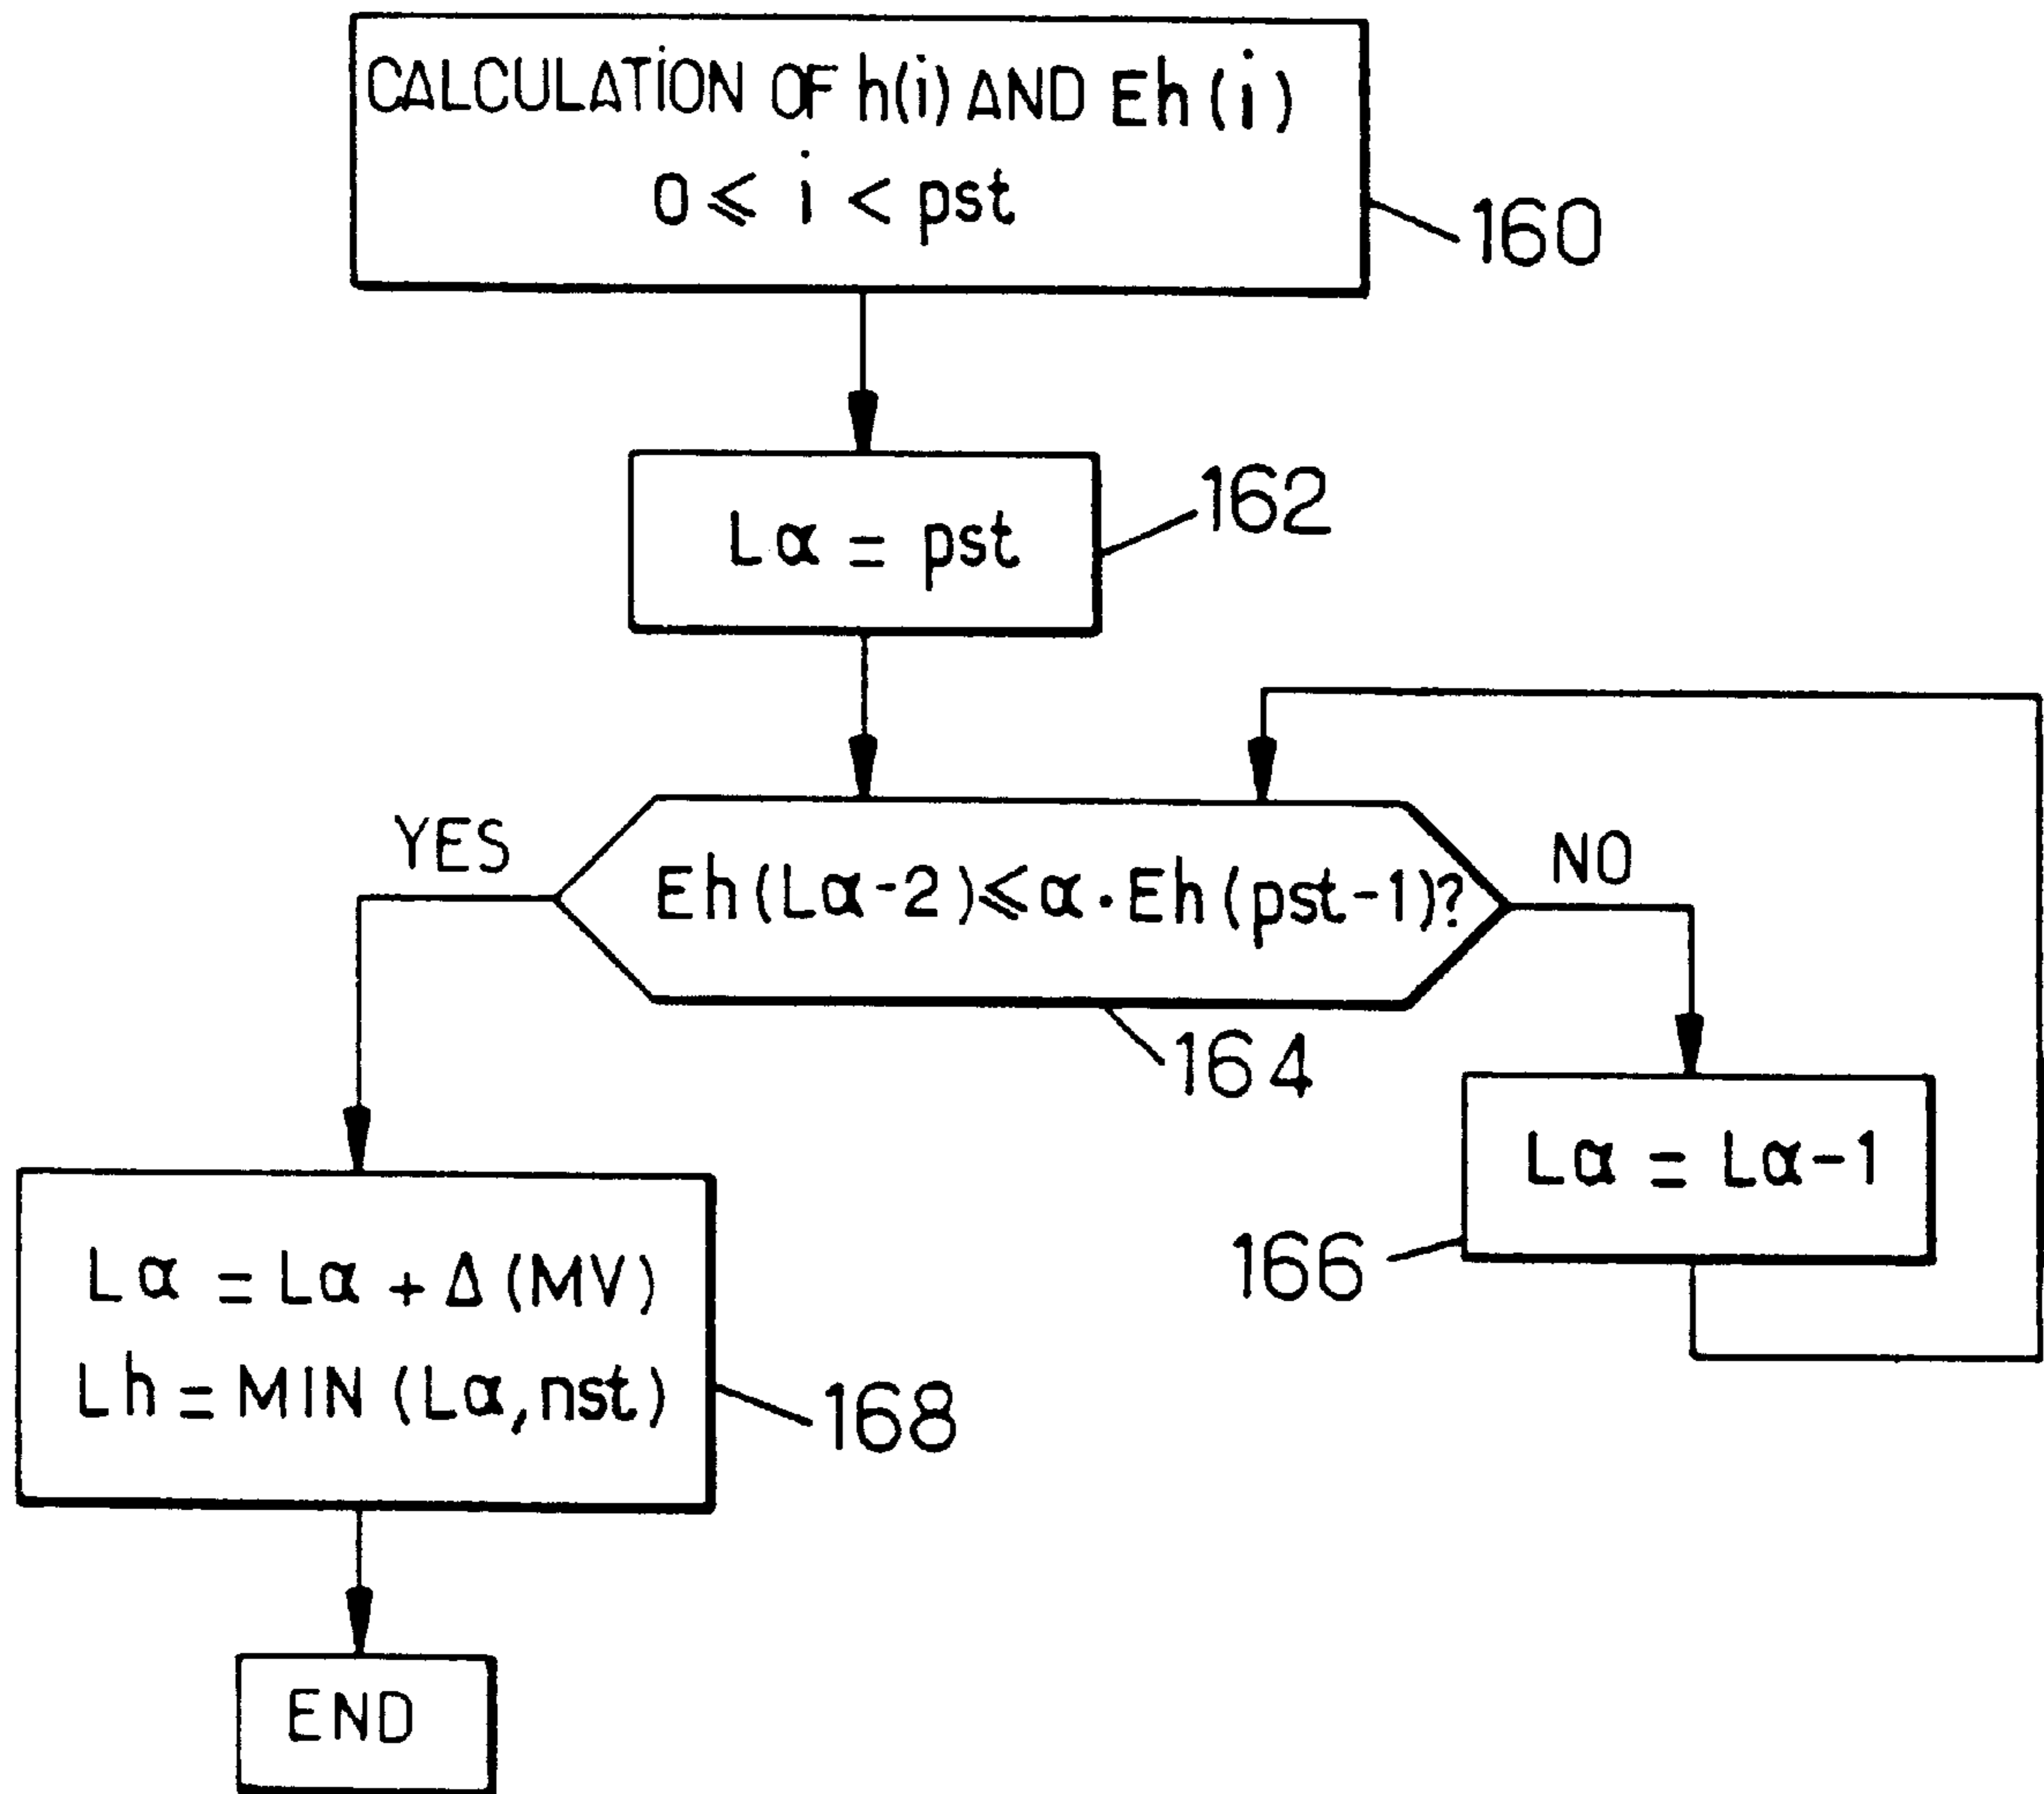 CALCULATION OF h(i) AND Eh(i)
0 ⩽ i < pst
160
Lα = pst
162
YES
Eh(Lα-2)⩽α·Eh(pst-1)?
NO
164
Lα = Lα-1
166
Lα = Lα + Δ(MV)
Lh = MIN (Lα, nst)
168
END